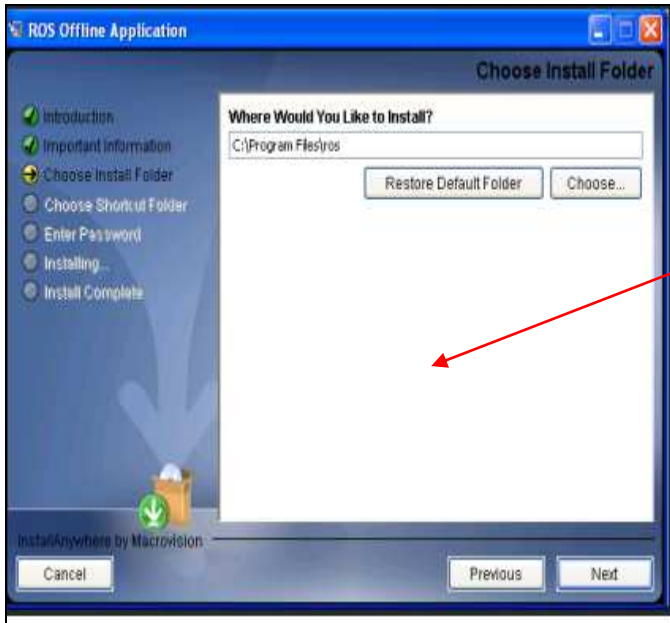 ROS Offline Application
Choose Install Folder
Introduction
Important Information
Choose Install Folder
Choose Shortcut Folder
Enter Password
Installing...
Install Complete
Where Would You Like to Install?
C:\Program Files\ros
Restore Default Folder
Choose...
InstallAnywhere by Macrovision
Cancel
Previous
Next